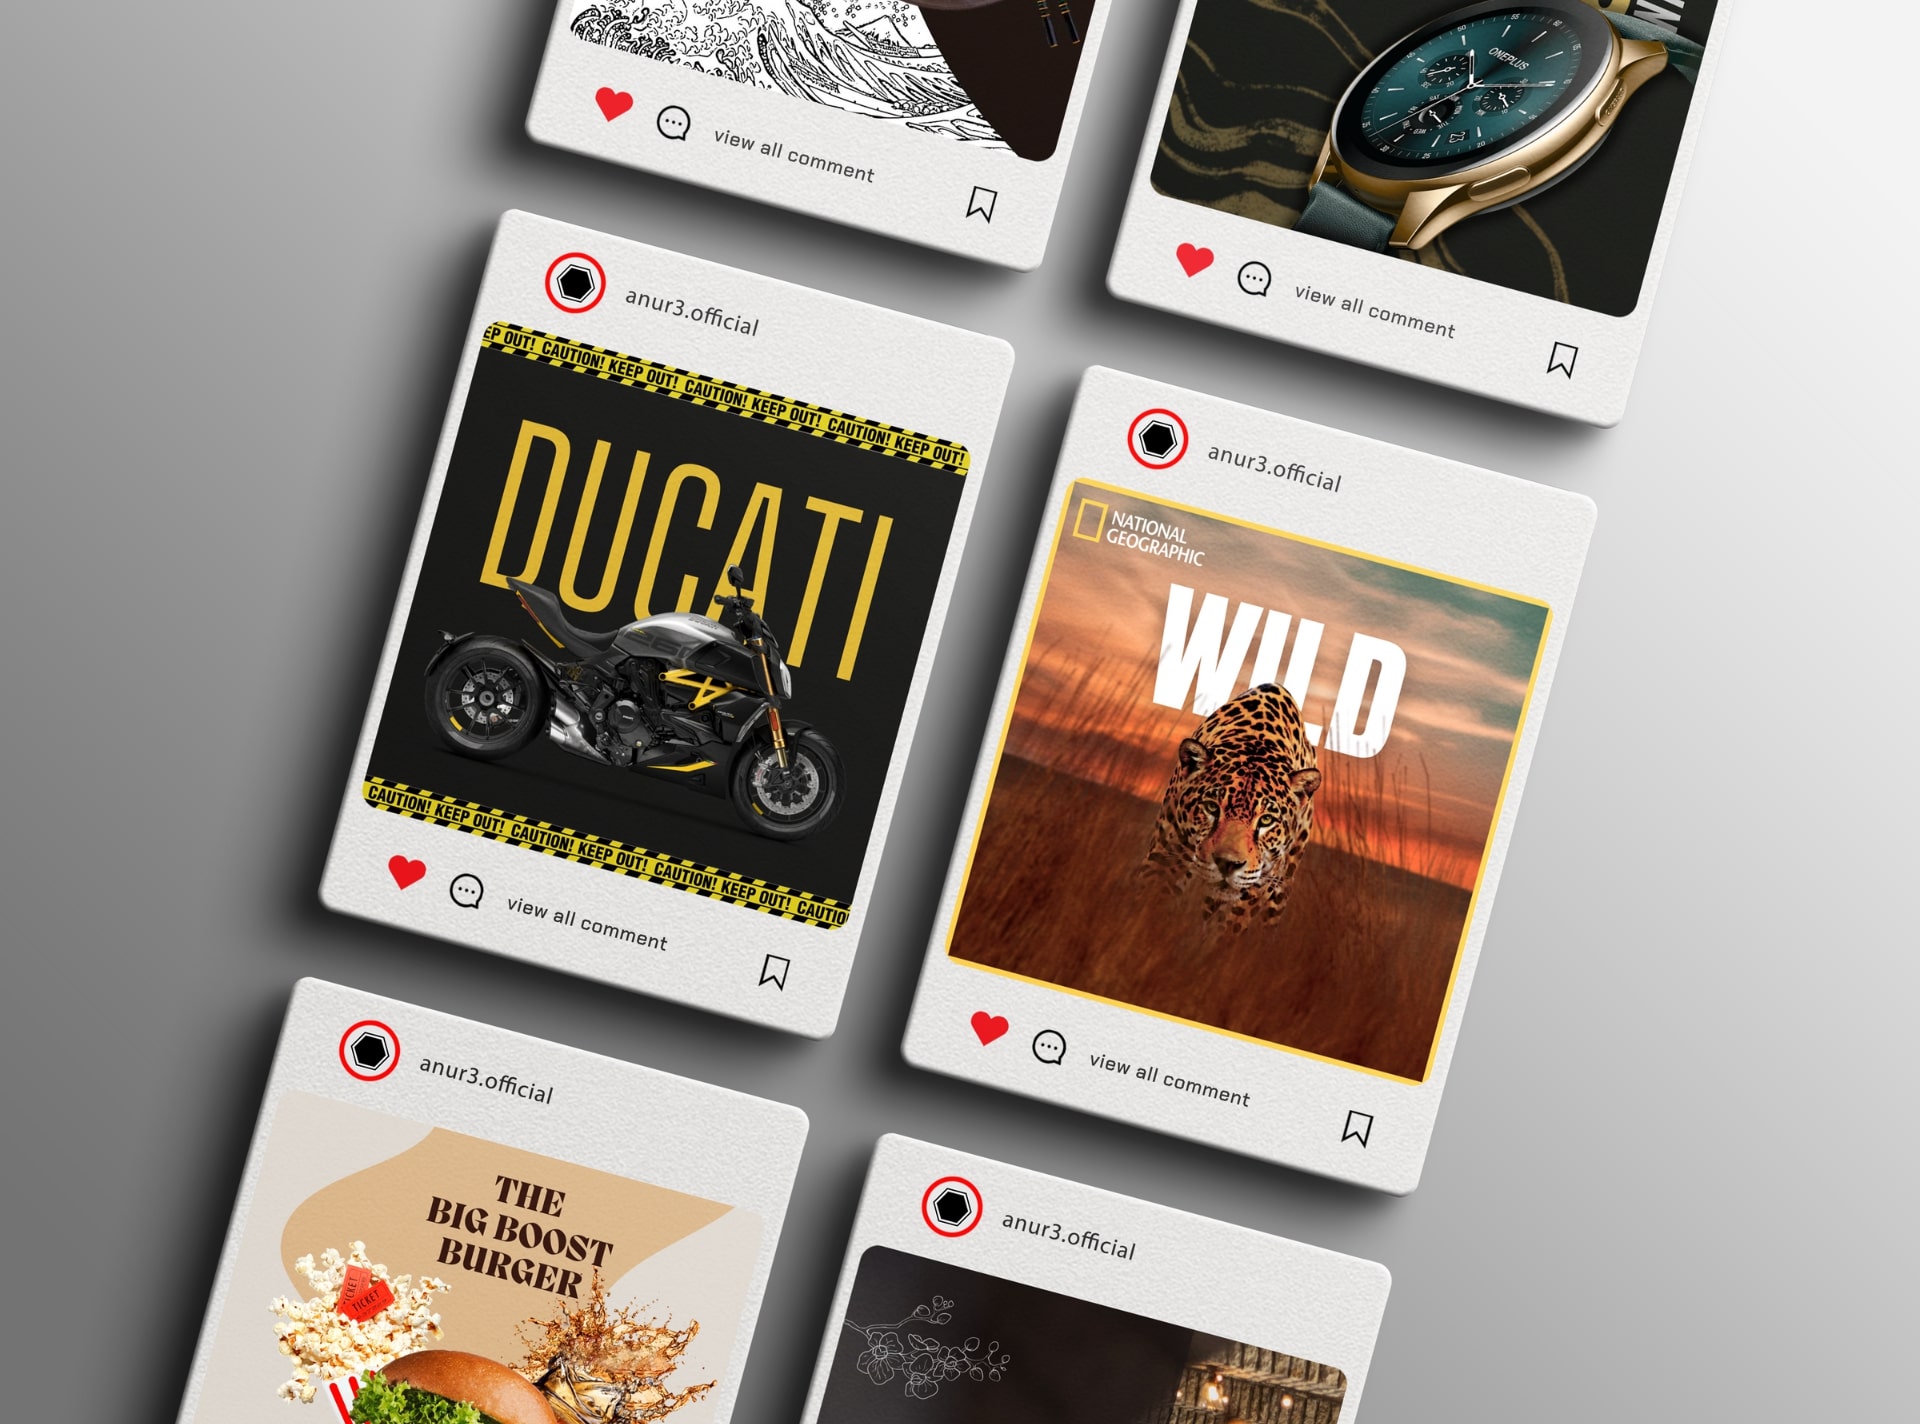 view all comment
ONEPLUS
view all comment
anur3.official
EP OUT! CAUTION! KEEP OUT! CAUTION! KEEP OUT! CAUTION! KEEP OUT!
DUCATI
CAUTION! KEEP OUT! CAUTION! KEEP OUT! CAUTION! KEEP OUT! CAUTIO
view all comment
anur3.official
NATIONAL
GEOGRAPHIC
WILD
view all comment
anur3.official
THE
BIG BOOST
BURGER
TICKET
TICKET
anur3.official